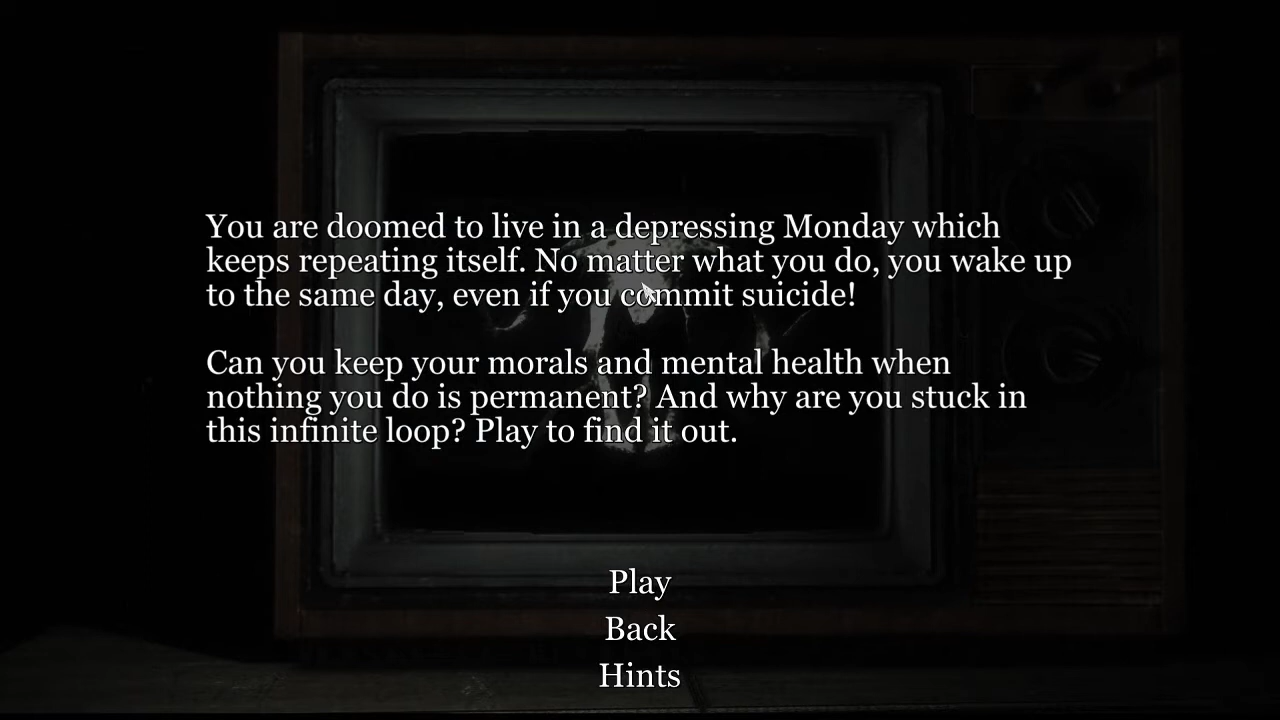 You are doomed to live in a depressing Monday which
keeps repeating itself. No matter what you do, you wake up
to the same day, even if you commit suicide!
Can you keep your morals and mental health when
nothing you do is permanent? And why are you stuck in
this infinite loop? Play to find it out.
Play
Back
Hints